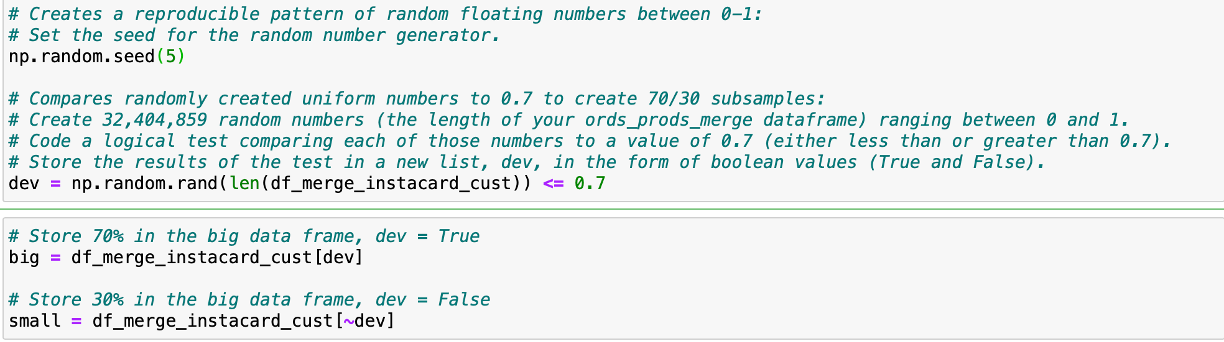 # Creates a reproducible pattern of random floating numbers between 0-1:
# Set the seed for the random number generator.
np.random.seed(5)
# Compares randomly created uniform numbers to 0.7 to create 70/30 subsamples:
# Create 32,404,859 random numbers (the length of your ords_prods_merge dataframe) ranging between 0 and 1.
# Code a logical test comparing each of those numbers to a value of 0.7 (either less than or greater than 0.7).
# Store the results of the test in a new list, dev, in the form of boolean values (True and False).
dev = np.random.rand(len(df_merge_instacard_cust)) <= 0.7
# Store 70% in the big data frame, dev = True
big = df_merge_instacard_cust[dev]
# Store 30% in the big data frame, dev = False
small = df_merge_instacard_cust[~dev]